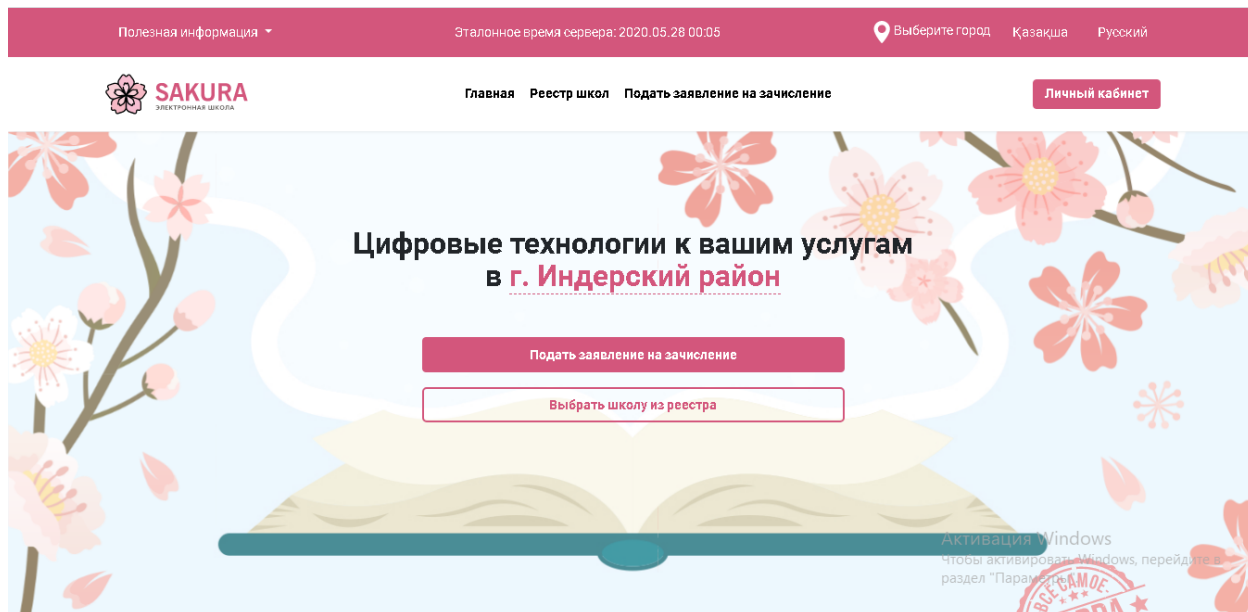 Полезная информация
Эталонное время сервера: 2020.05.28 00:05
Выберите город
Қазақша
Русский
SAKURA
ЭЛЕКТРОННАЯ ШКОЛА
Главная
Реестр школ
Подать заявление на зачисление
Личный кабинет
Цифровые технологии к вашим услугам
в г. Индерский район
Подать заявление на зачисление
Выбрать школу из реестра
Активация Windows
Чтобы активировать Windows, перейдите в
раздел "Параметры".
ВСЁ САМОЕ